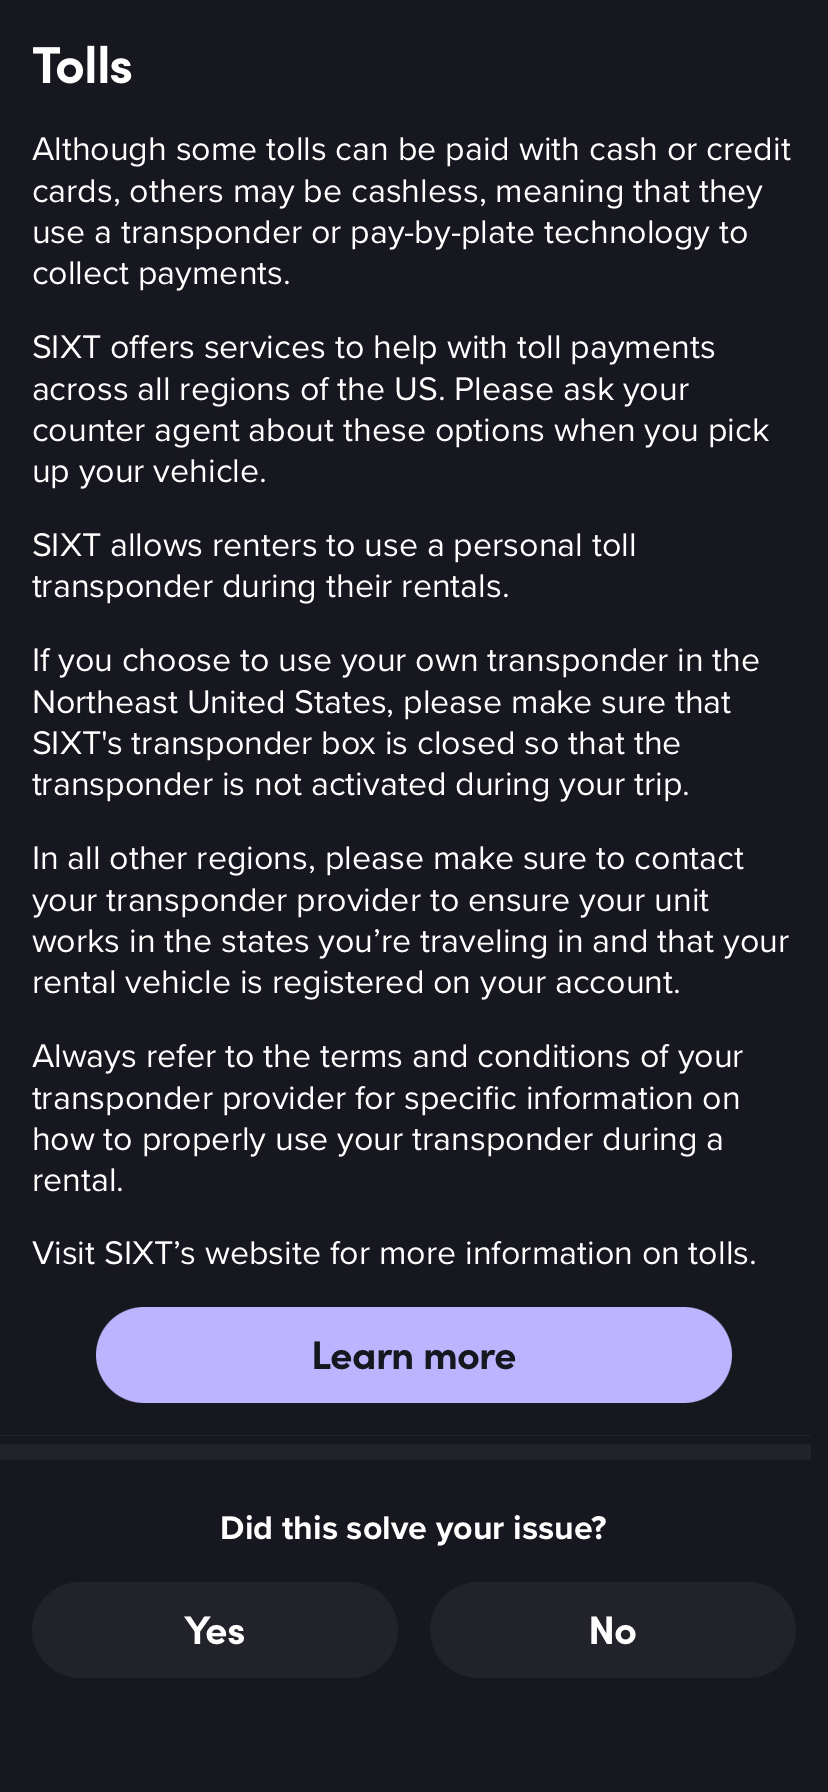 Tolls
Although some tolls can be paid with cash or credit
cards, others may be cashless, meaning that they
use a transponder or pay-by-plate technology to
collect payments.
SIXT offers services to help with toll payments
across all regions of the US. Please ask your
counter agent about these options when you pick
up your vehicle.
SIXT allows renters to use a personal toll
transponder during their rentals.
If you choose to use your own transponder in the
Northeast United States, please make sure that
SIXT's transponder box is closed so that the
transponder is not activated during your trip.
In all other regions, please make sure to contact
your transponder provider to ensure your unit
works in the states you’re traveling in and that your
rental vehicle is registered on your account.
Always refer to the terms and conditions of your
transponder provider for specific information on
how to properly use your transponder during a
rental.
Visit SIXT’s website for more information on tolls.
Learn more
Did this solve your issue?
Yes
No